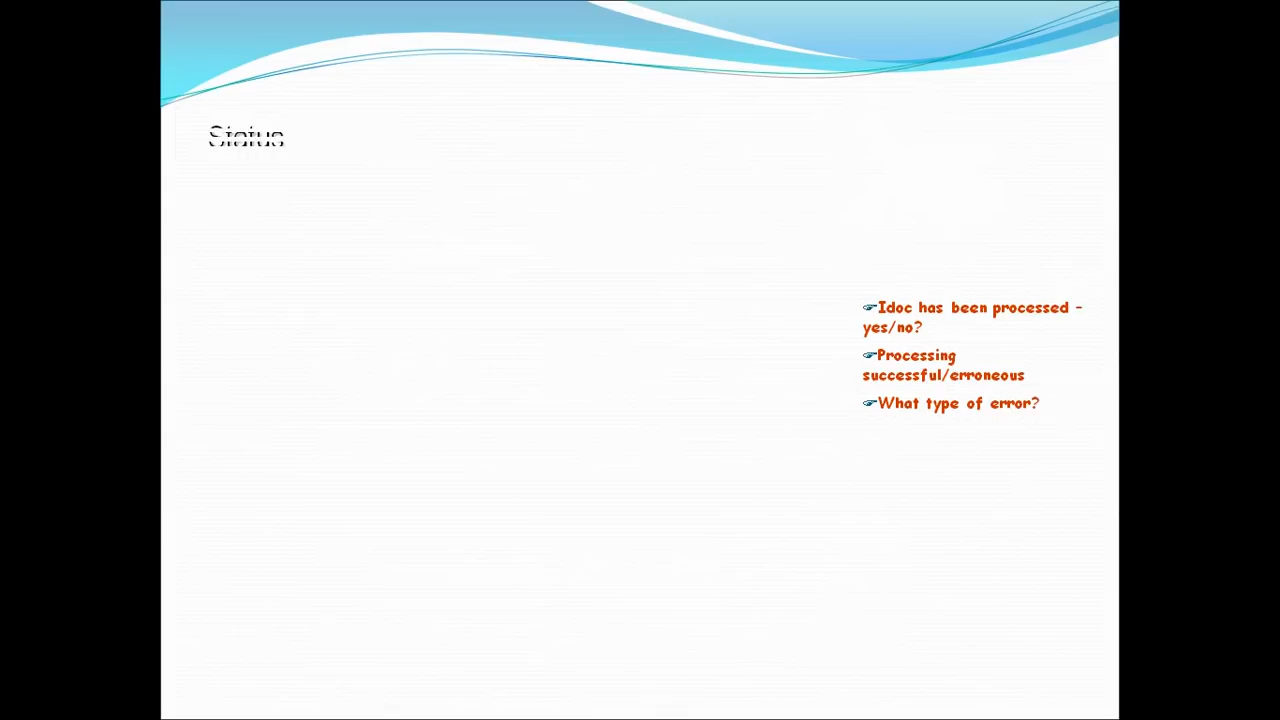 Status
Idoc has been processed -
yes/no?
Processing
successful/erroneous
What type of error?